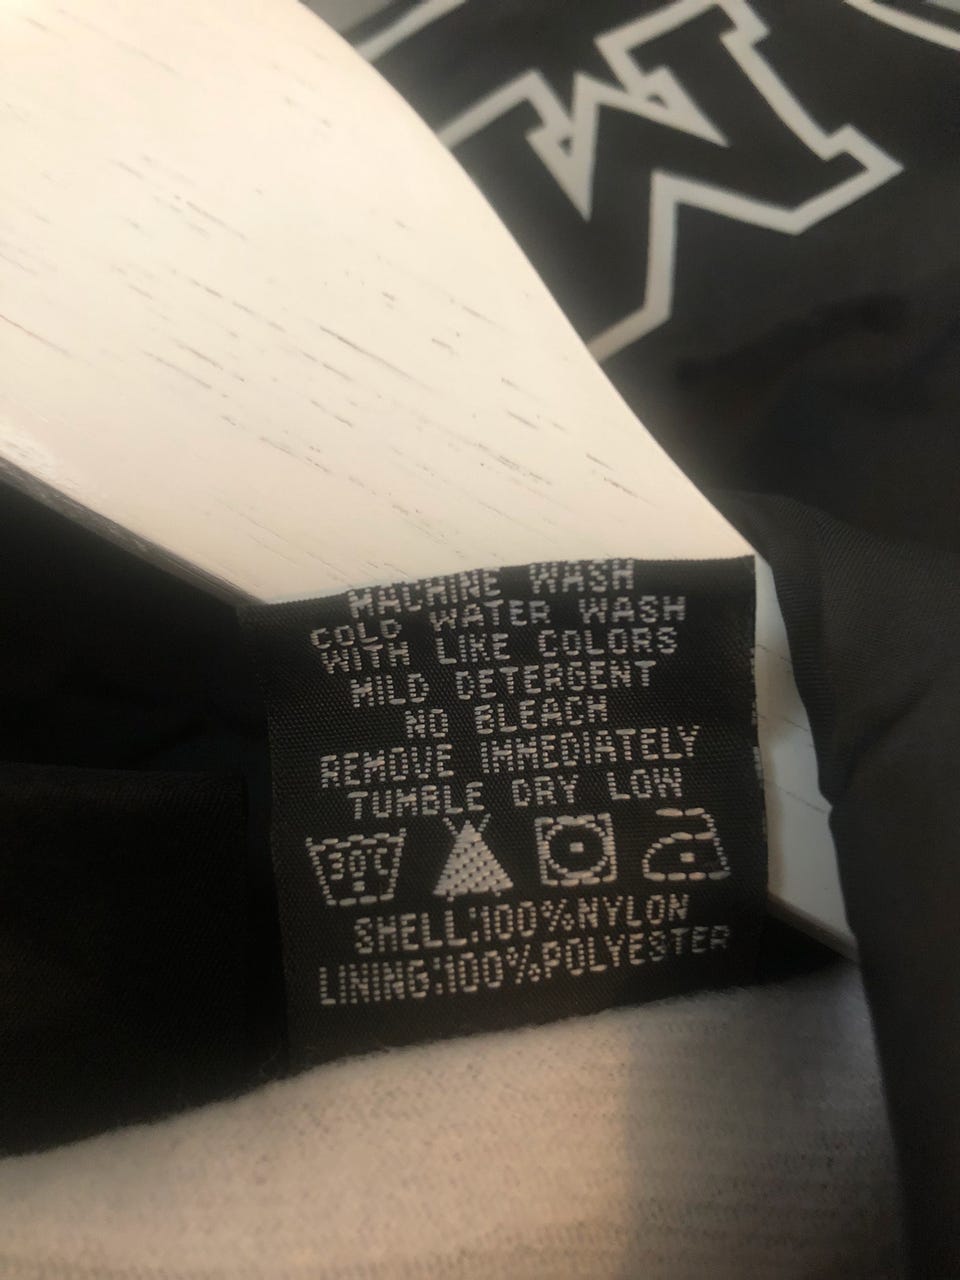 MACHINE WASH
COLD WATER WASH
WITH LIKE COLORS
MILD DETERGENT
NO BLEACH
REMOVE IMMEDIATELY
TUMBLE DRY LOW
30C
SHELL:100%NYLON
LINING:100%POLYESTER